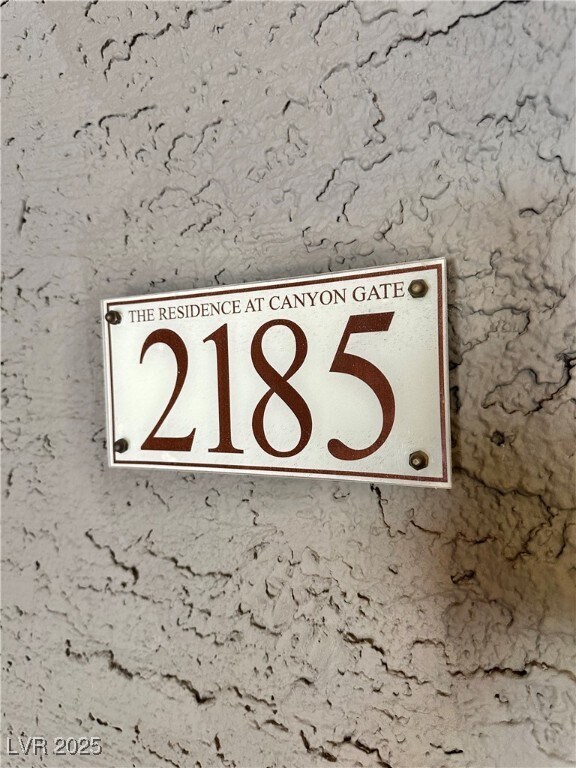 THE RESIDENCE AT CANYON GATE
2185
LVR 2025